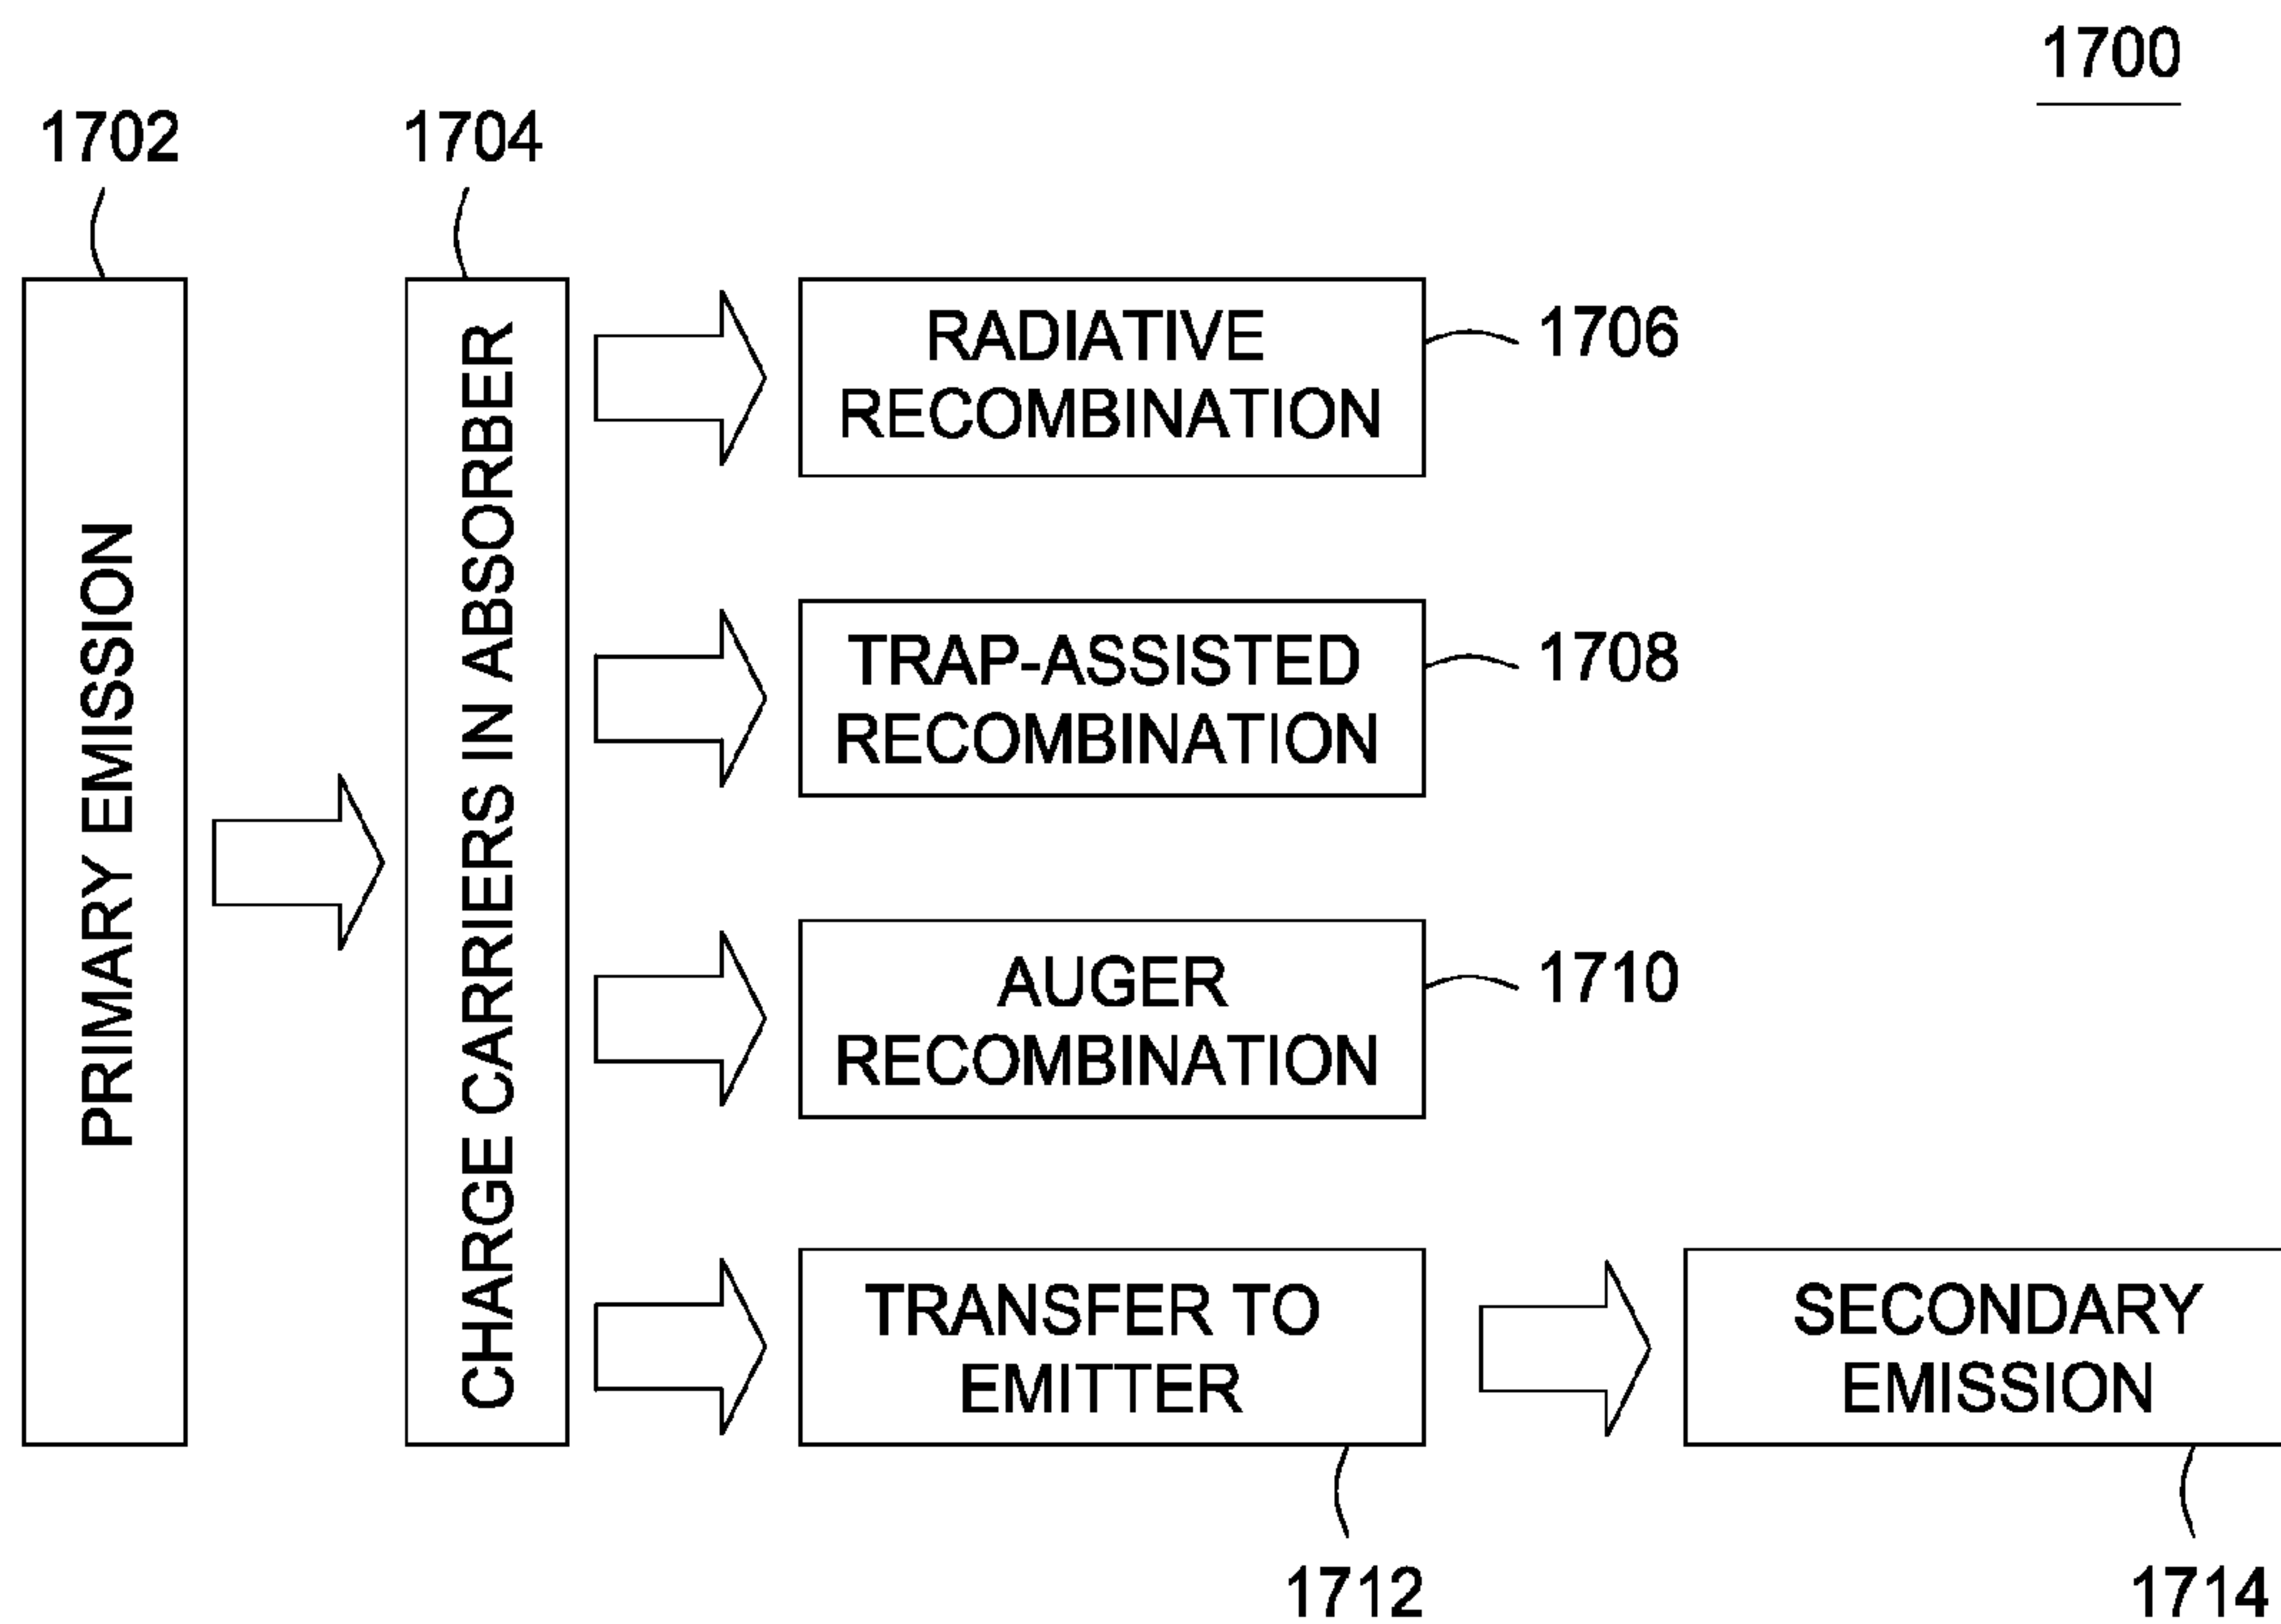 1700
1702
1704
PRIMARY EMISSION
CHARGE CARRIERS IN ABSORBER
RADIATIVE
RECOMBINATION
1706
TRAP-ASSISTED
RECOMBINATION
1708
AUGER
RECOMBINATION
1710
TRANSFER TO
EMITTER
SECONDARY
EMISSION
1712
1714